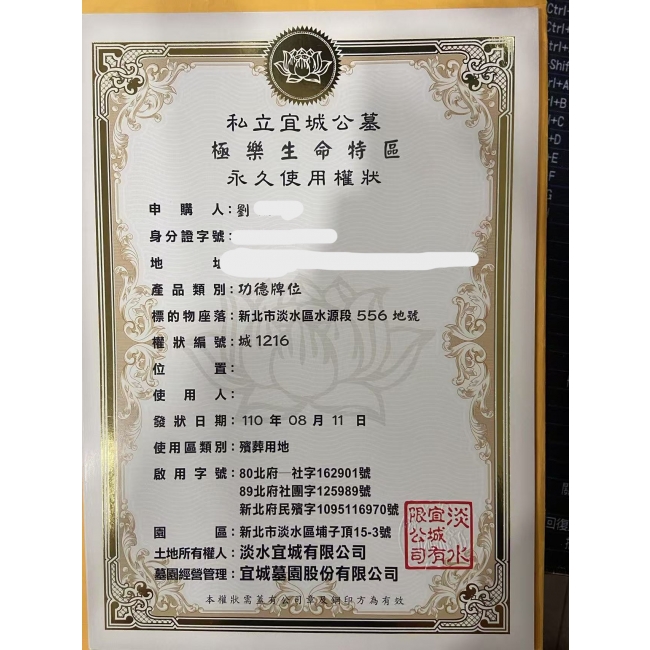 私立宜城公墓
極樂生命特區
永久使用權狀
申購人：劉
身分證字號：
地址
產品類別：功德牌位
標的物座落：新北市淡水區水源段 556 地號
權狀編號：城 1216
位置：
使用人：
發狀日期：110 年 08 月 11 日
使用區類別：殯葬用地
啟用字號：80北府一社字162901號
89北府社團字125989號
新北府民殯字1095116970號
園區：新北市淡水區埔子頂15-3號
土地所有權人：淡水宜城有限公司
墓園經營管理：宜城墓園股份有限公司
淡水
宜城有
限公司
本權狀需蓋有公司章及鋼印方為有效
Ctrl+
Shift
+A
+B
+C
+D
+E
F
G
回復